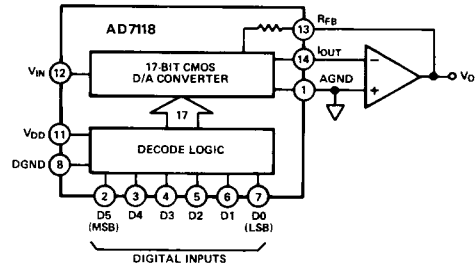 AD7118
RFB
13
IOUT
14
AGND
1
VIN
12
17-BIT CMOS
D/A CONVERTER
17
VDD
11
DGND
8
DECODE LOGIC
−
+
VO
2 3 4 5 6 7
D5 D4 D3 D2 D1 D0
(MSB) (LSB)
DIGITAL INPUTS